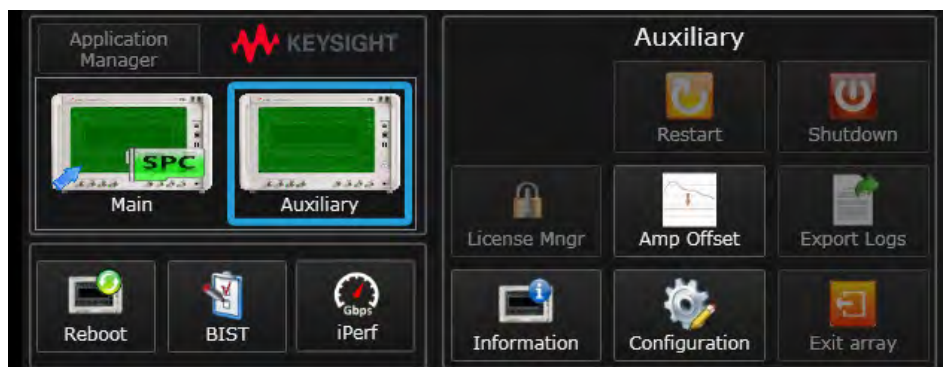 Application
Manager
KEYSIGHT
SPC
Main
Auxiliary
Reboot
BIST
Gbps
iPerf
Auxiliary
Restart
Shutdown
License Mngr
Amp Offset
Export Logs
Information
Configuration
Exit array